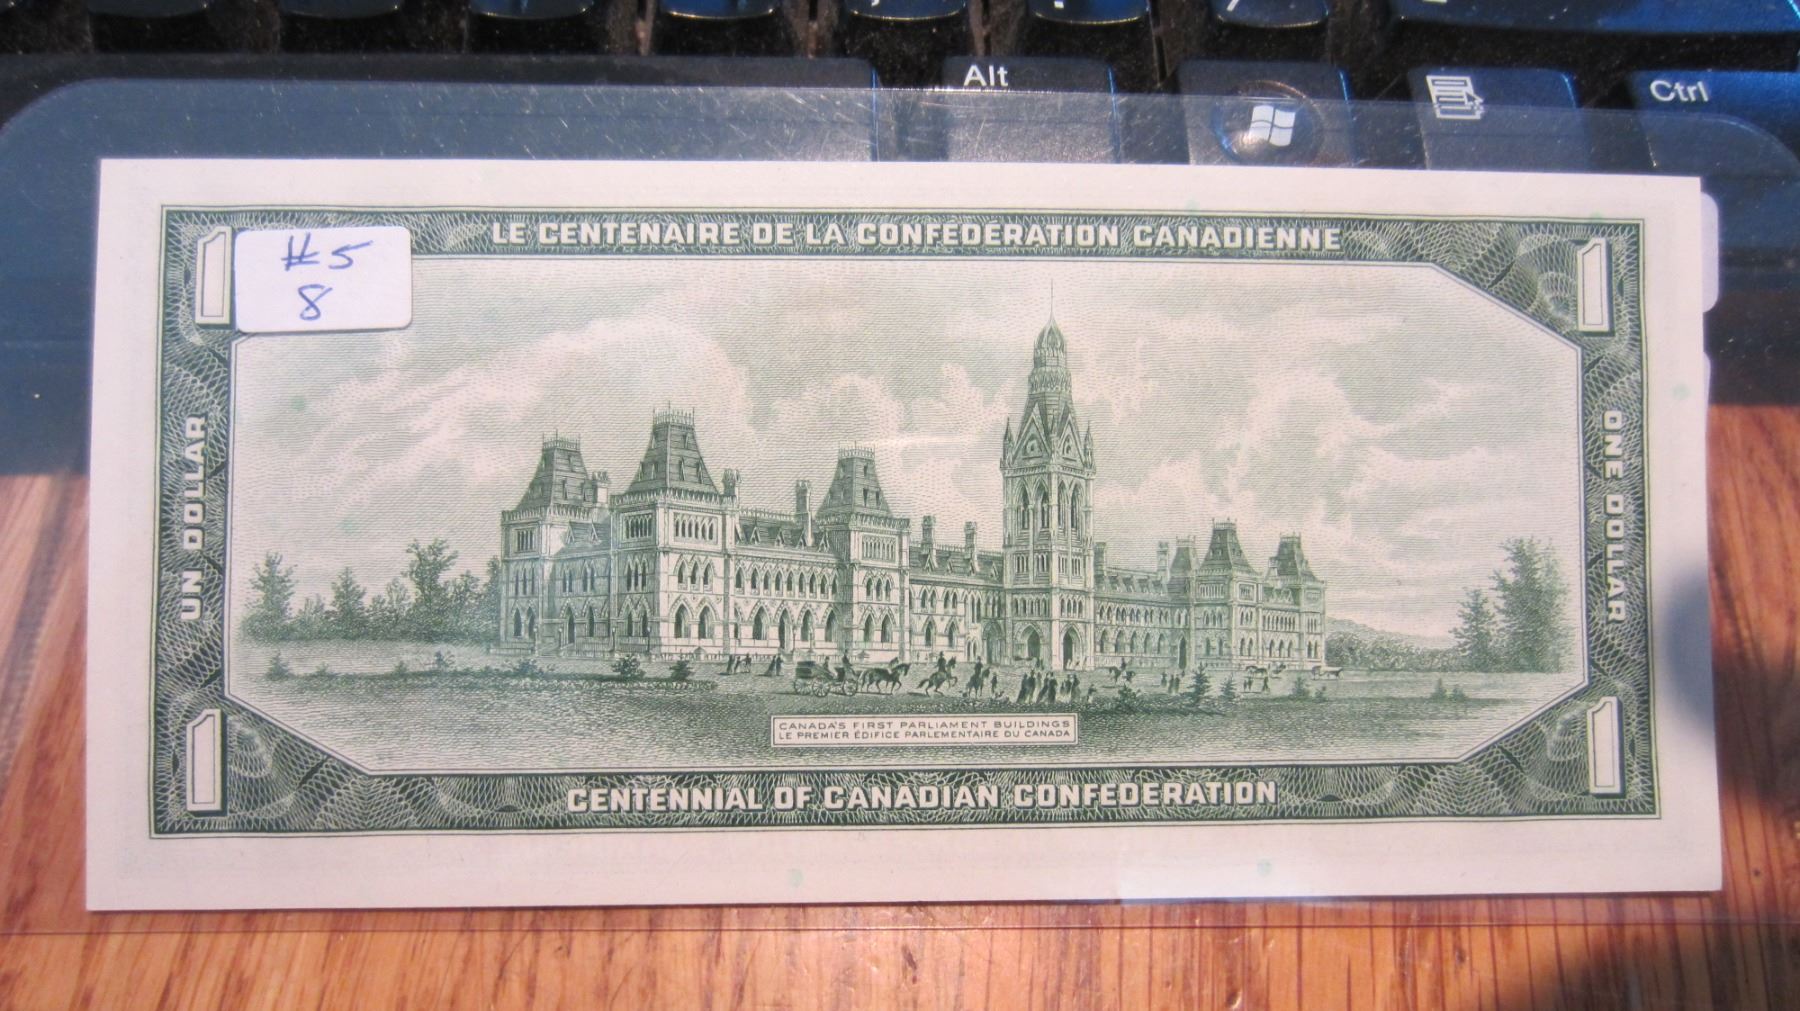 Alt
Ctrl
LE CENTENAIRE DE LA CONFÉDÉRATION CANADIENNE
1
#5
8
1
UN DOLLAR
ONE DOLLAR
CANADA'S FIRST PARLIAMENT BUILDINGS
LE PREMIER ÉDIFICE PARLEMENTAIRE DU CANADA
1
1
CENTENNIAL OF CANADIAN CONFEDERATION